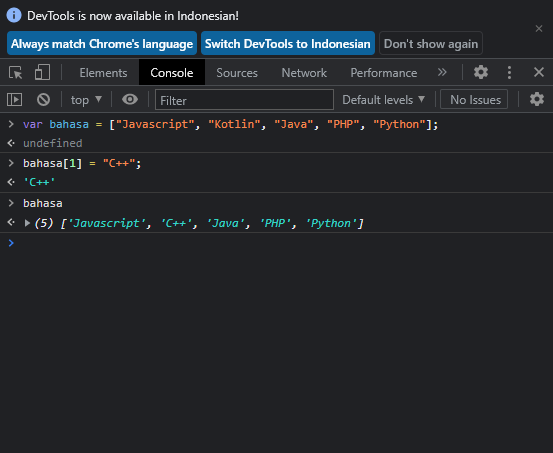 DevTools is now available in Indonesian!
Always match Chrome's language Switch DevTools to Indonesian Don't show again
Elements Console Sources Network Performance
top Filter Default levels No Issues
var bahasa = ["Javascript", "Kotlin", "Java", "PHP", "Python"];
undefined
bahasa[1] = "C++";
'C++'
bahasa
(5) ['Javascript', 'C++', 'Java', 'PHP', 'Python']